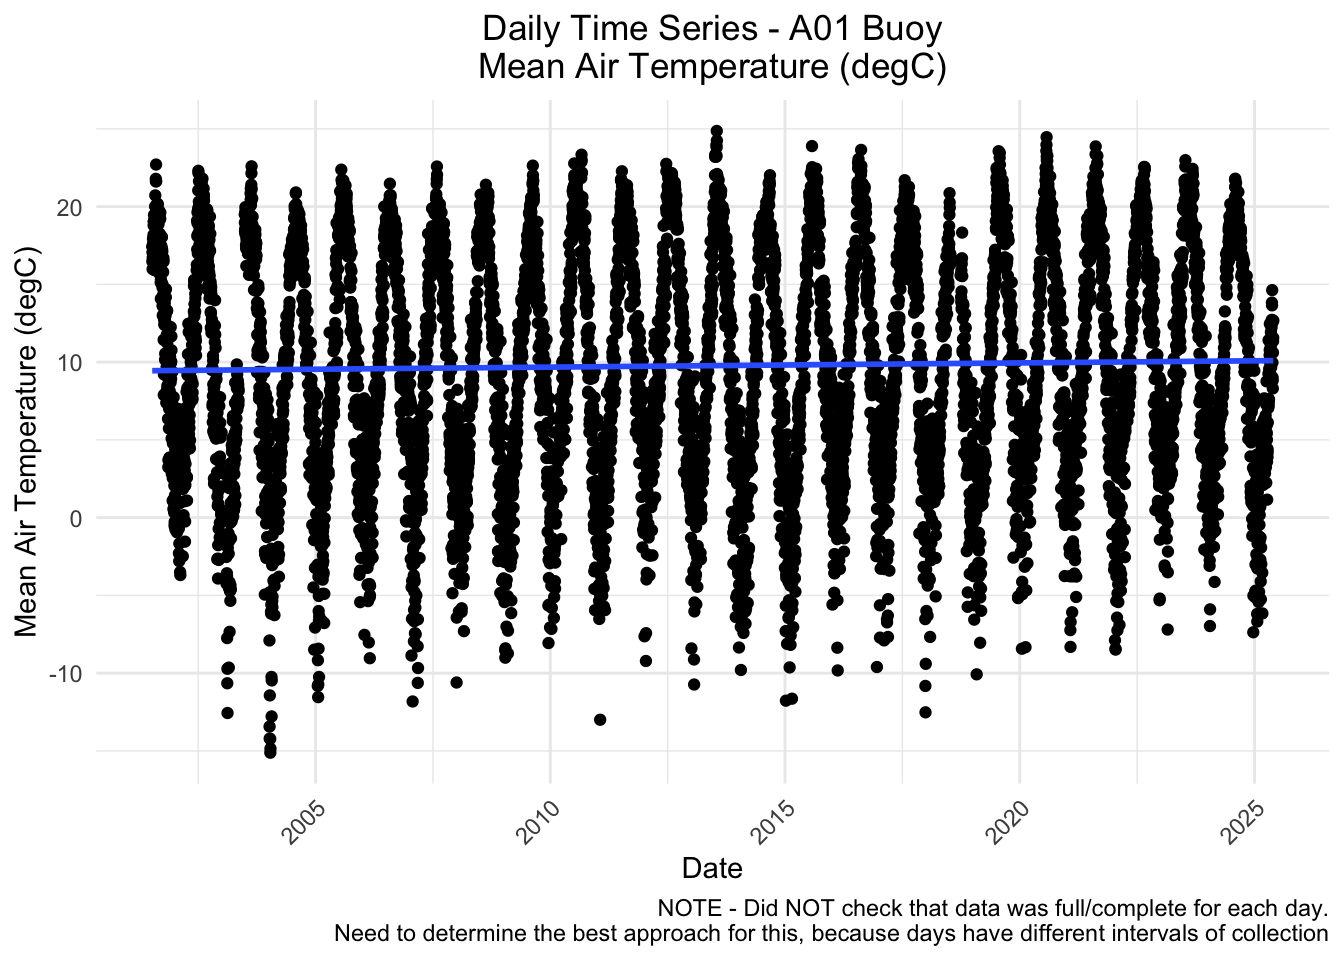 Daily Time Series - A01 Buoy
Mean Air Temperature (degC)
Mean Air Temperature (degC)
20
10
0
-10
2005
2010
2015
2020
2025
Date
NOTE - Did NOT check that data was full/complete for each day.
Need to determine the best approach for this, because days have different intervals of collection